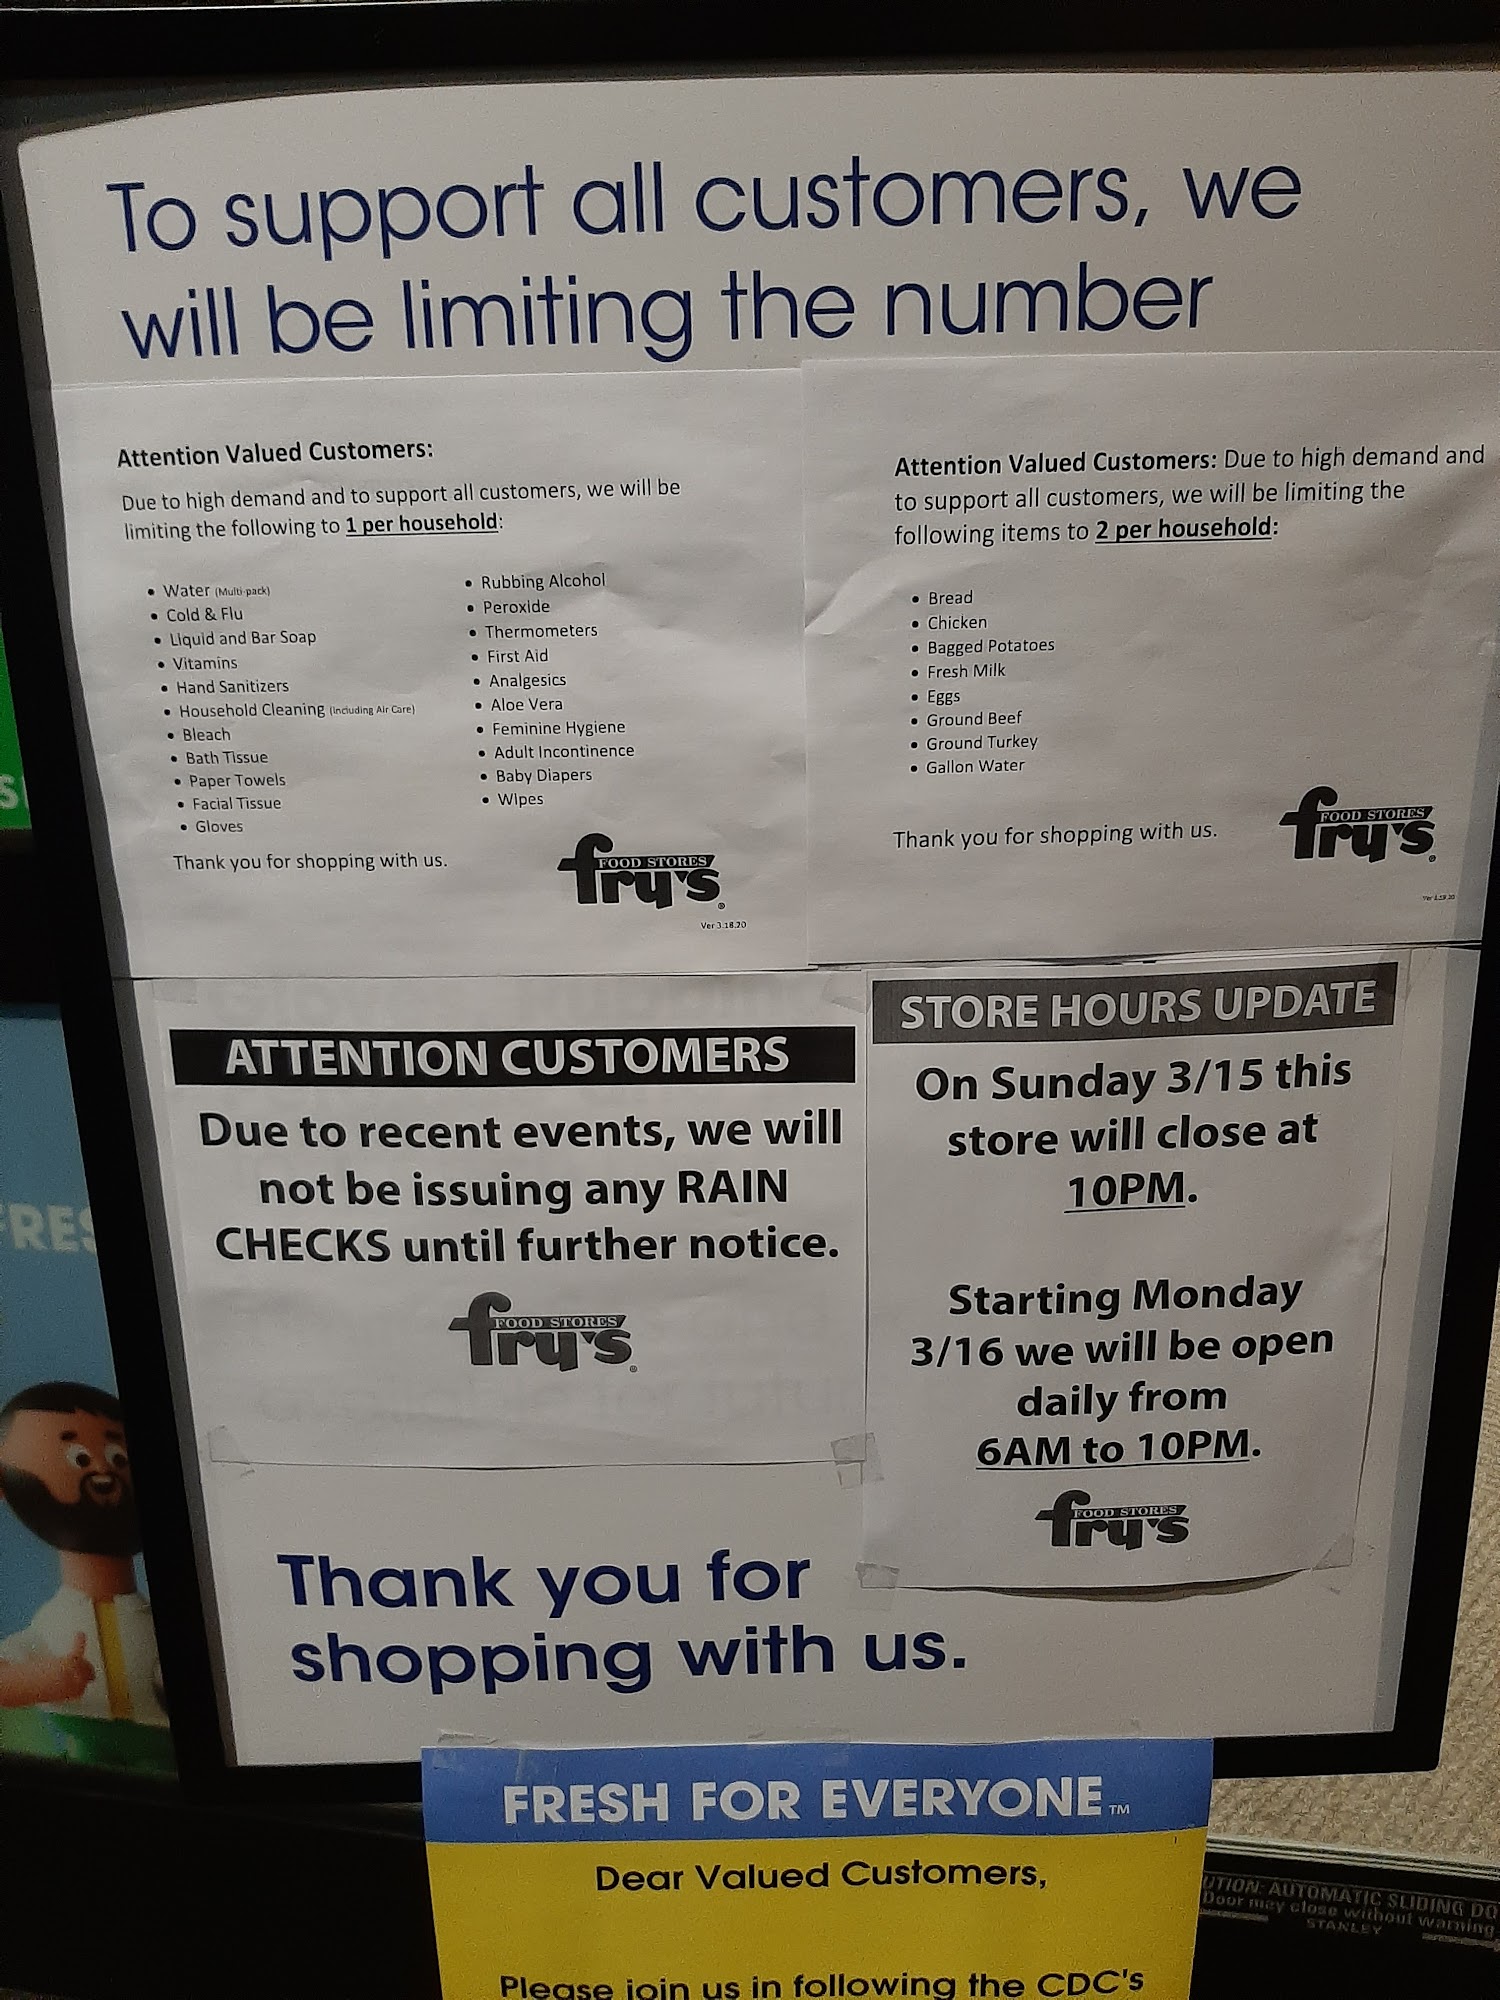 To support all customers, we
will be limiting the number
Attention Valued Customers:
Due to high demand and to support all customers, we will be
limiting the following to 1 per household:
• Water (Multi-pack)
• Cold & Flu
• Liquid and Bar Soap
• Vitamins
• Hand Sanitizers
• Household Cleaning (Including Air Care)
• Bleach
• Bath Tissue
• Paper Towels
• Facial Tissue
• Gloves
• Rubbing Alcohol
• Peroxide
• Thermometers
• First Aid
• Analgesics
• Aloe Vera
• Feminine Hygiene
• Adult Incontinence
• Baby Diapers
• Wipes
Thank you for shopping with us.
fry's FOOD STORES®
Ver 3.18.20
Attention Valued Customers: Due to high demand and
to support all customers, we will be limiting the
following items to 2 per household:
• Bread
• Chicken
• Bagged Potatoes
• Fresh Milk
• Eggs
• Ground Beef
• Ground Turkey
• Gallon Water
Thank you for shopping with us.
fry's FOOD STORES®
ATTENTION CUSTOMERS
Due to recent events, we will
not be issuing any RAIN
CHECKS until further notice.
fry's FOOD STORES®
STORE HOURS UPDATE
On Sunday 3/15 this
store will close at
10PM.
Starting Monday
3/16 we will be open
daily from
6AM to 10PM.
fry's FOOD STORES
Thank you for
shopping with us.
FRESH FOR EVERYONE™
Dear Valued Customers,
Please join us in following the CDC's
UTION: AUTOMATIC SLIDING DO
Door may close without warning
STANLEY
FRES
S